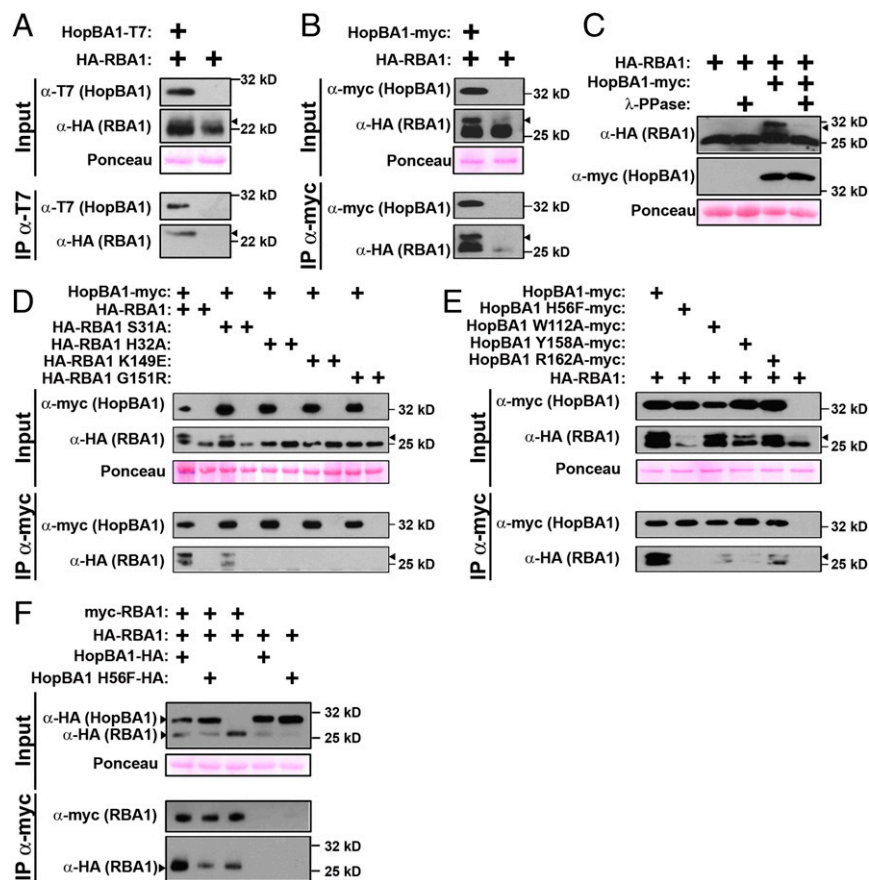 A
HopBA1-T7: +
HA-RBA1: + +
Input
α-T7 (HopBA1) 32 kD
α-HA (RBA1) 22 kD
Ponceau
IP α-T7
α-T7 (HopBA1) 32 kD
α-HA (RBA1) 22 kD
B
HopBA1-myc: +
HA-RBA1: + +
Input
α-myc (HopBA1) 32 kD
α-HA (RBA1) 25 kD
Ponceau
IP α-myc
α-myc (HopBA1) 32 kD
α-HA (RBA1) 25 kD
C
HA-RBA1: + + + +
HopBA1-myc: + +
λ-PPase: + +
α-HA (RBA1) 32 kD
25 kD
α-myc (HopBA1) 32 kD
Ponceau
D
HopBA1-myc: + + + + +
HA-RBA1: + +
HA-RBA1 S31A: + +
HA-RBA1 H32A: + +
HA-RBA1 K149E: + +
HA-RBA1 G151R: + +
Input
α-myc (HopBA1) 32 kD
α-HA (RBA1) 25 kD
Ponceau
IP α-myc
α-myc (HopBA1) 32 kD
α-HA (RBA1) 25 kD
E
HopBA1-myc: +
HopBA1 H56F-myc: +
HopBA1 W112A-myc: +
HopBA1 Y158A-myc: +
HopBA1 R162A-myc: +
HA-RBA1: + + + + + +
Input
α-myc (HopBA1) 32 kD
α-HA (RBA1) 25 kD
Ponceau
IP α-myc
α-myc (HopBA1) 32 kD
α-HA (RBA1) 25 kD
F
myc-RBA1: + + +
HA-RBA1: + + + + +
HopBA1-HA: + +
HopBA1 H56F-HA: + +
Input
α-HA (HopBA1) 32 kD
α-HA (RBA1) 25 kD
Ponceau
IP α-myc
α-myc (RBA1)
32 kD
α-HA (RBA1) 25 kD